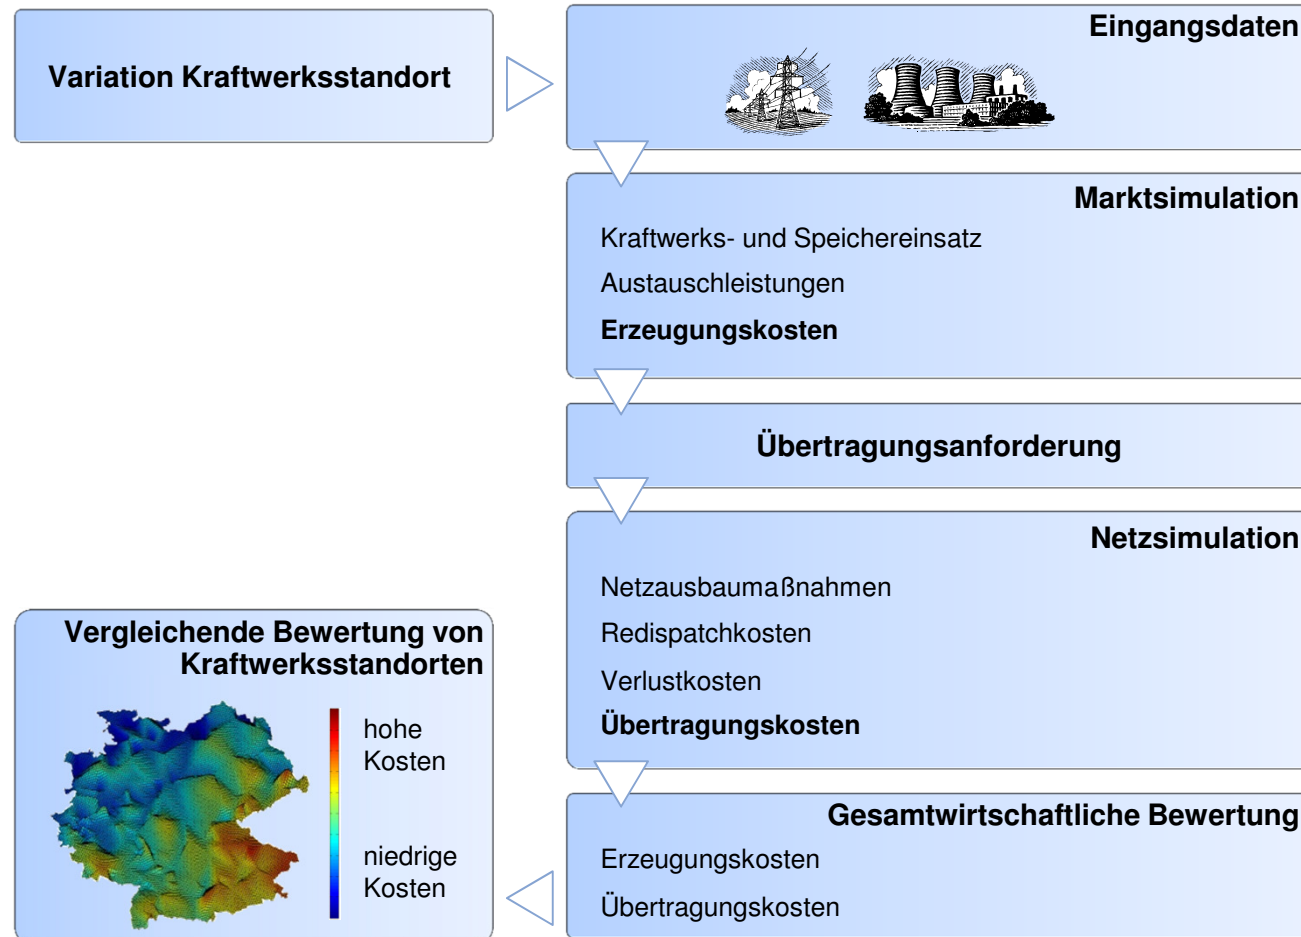 Variation Kraftwerksstandort
Eingangsdaten
Marktsimulation
Kraftwerks- und Speichereinsatz
Austauschleistungen
Erzeugungskosten
Übertragungsanforderung
Netzsimulation
Netzausbaumaßnahmen
Redispatchkosten
Verlustkosten
Übertragungskosten
Gesamtwirtschaftliche Bewertung
Erzeugungskosten
Übertragungskosten
Vergleichende Bewertung von
Kraftwerksstandorten
hohe
Kosten
niedrige
Kosten